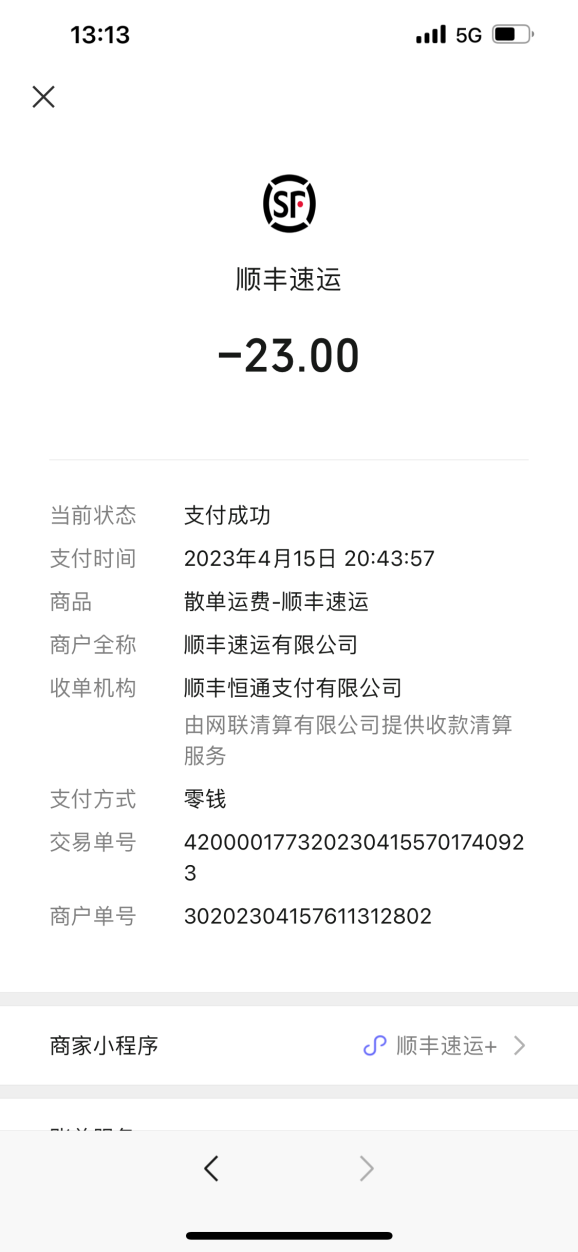 13:13
5G
SF
顺丰速运
-23.00
当前状态 支付成功
支付时间 2023年4月15日 20:43:57
商品 散单运费-顺丰速运
商户全称 顺丰速运有限公司
收单机构 顺丰恒通支付有限公司
由网联清算有限公司提供收款清算
服务
支付方式 零钱
交易单号 420000177320230415570174092
3
商户单号 30202304157611312802
商家小程序 顺丰速运+